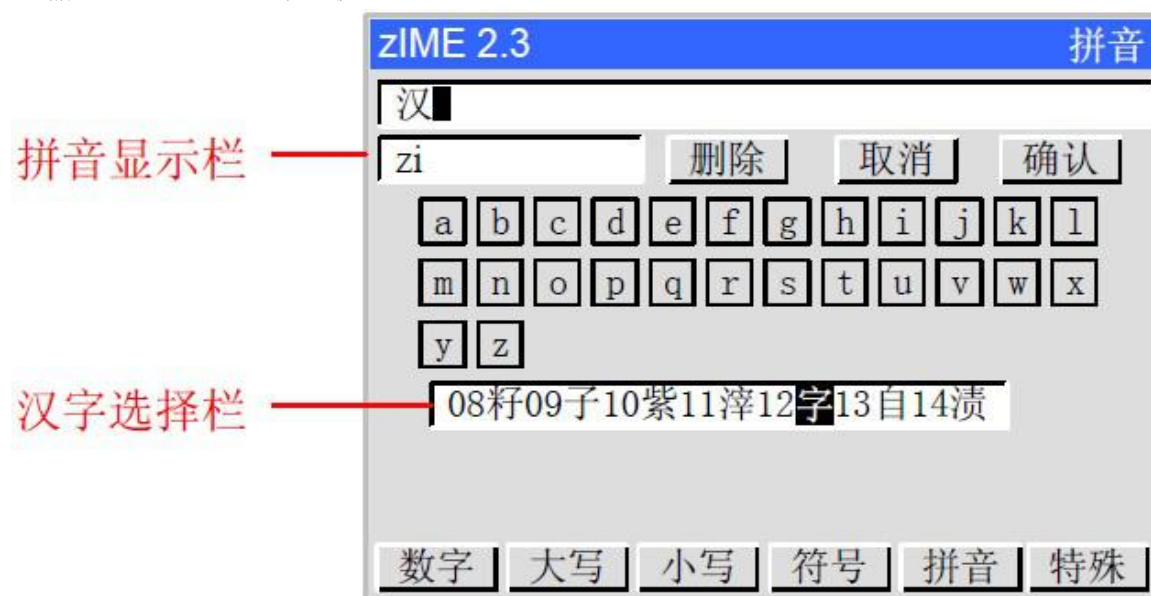 zIME 2.3 拼音
汉
拼音显示栏 zi 删除 取消 确认
a b c d e f g h i j k l
m n o p q r s t u v w x
y z
汉字选择栏 08籽09子10紫11滓12字13自14渍
数字 大写 小写 符号 拼音 特殊